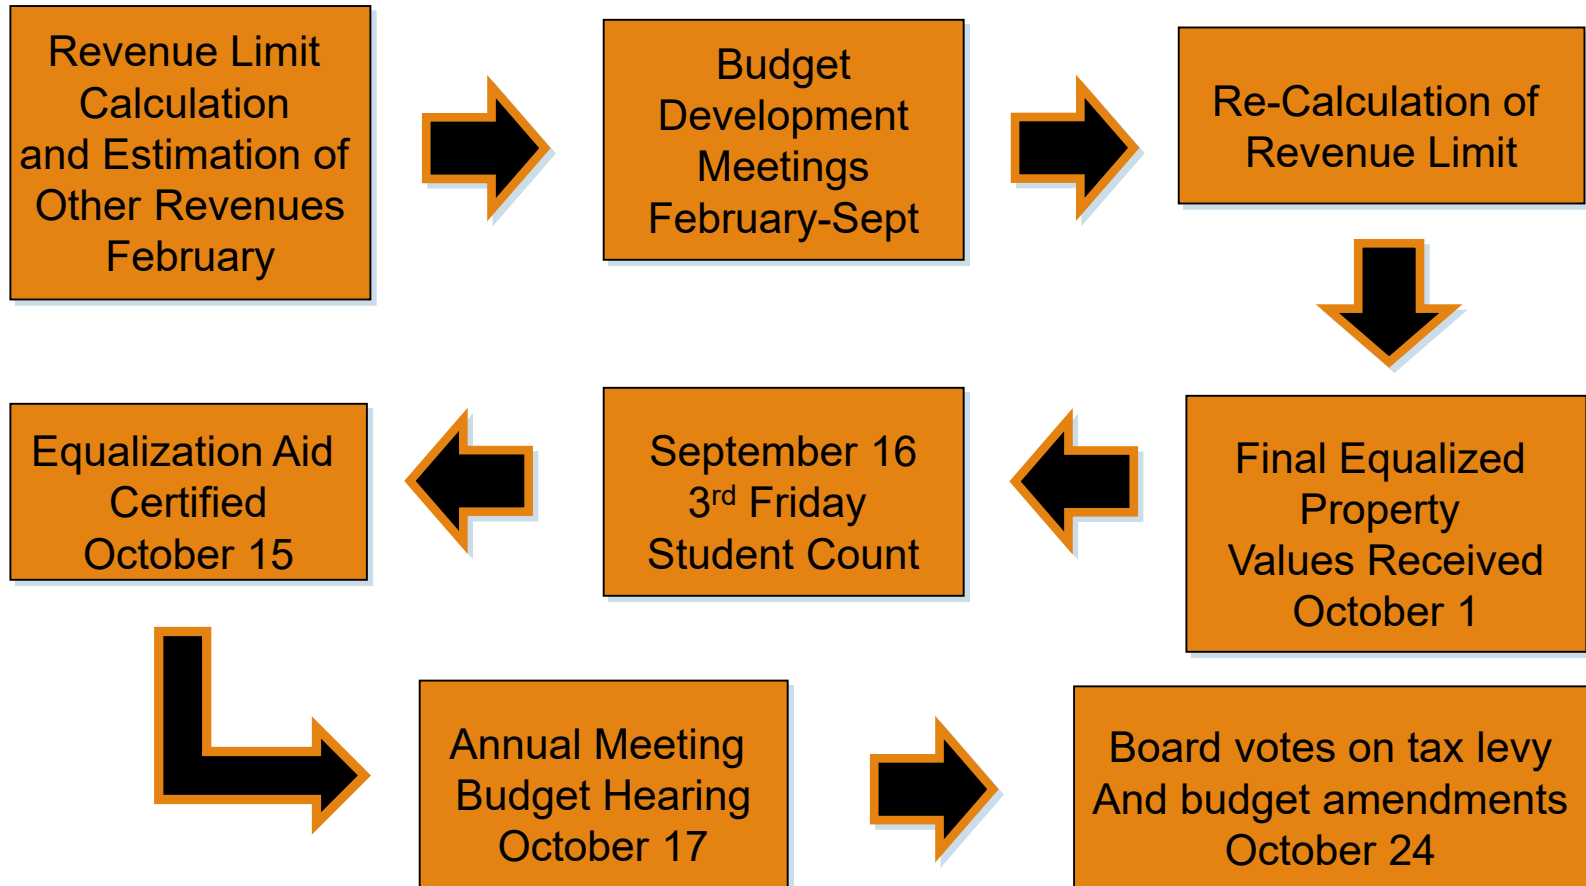 Revenue Limit
Calculation
and Estimation of
Other Revenues
February
Budget
Development
Meetings
February-Sept
Re-Calculation of
Revenue Limit
Final Equalized
Property
Values Received
October 1
September 16
3rd Friday
Student Count
Equalization Aid
Certified
October 15
Annual Meeting
Budget Hearing
October 17
Board votes on tax levy
And budget amendments
October 24